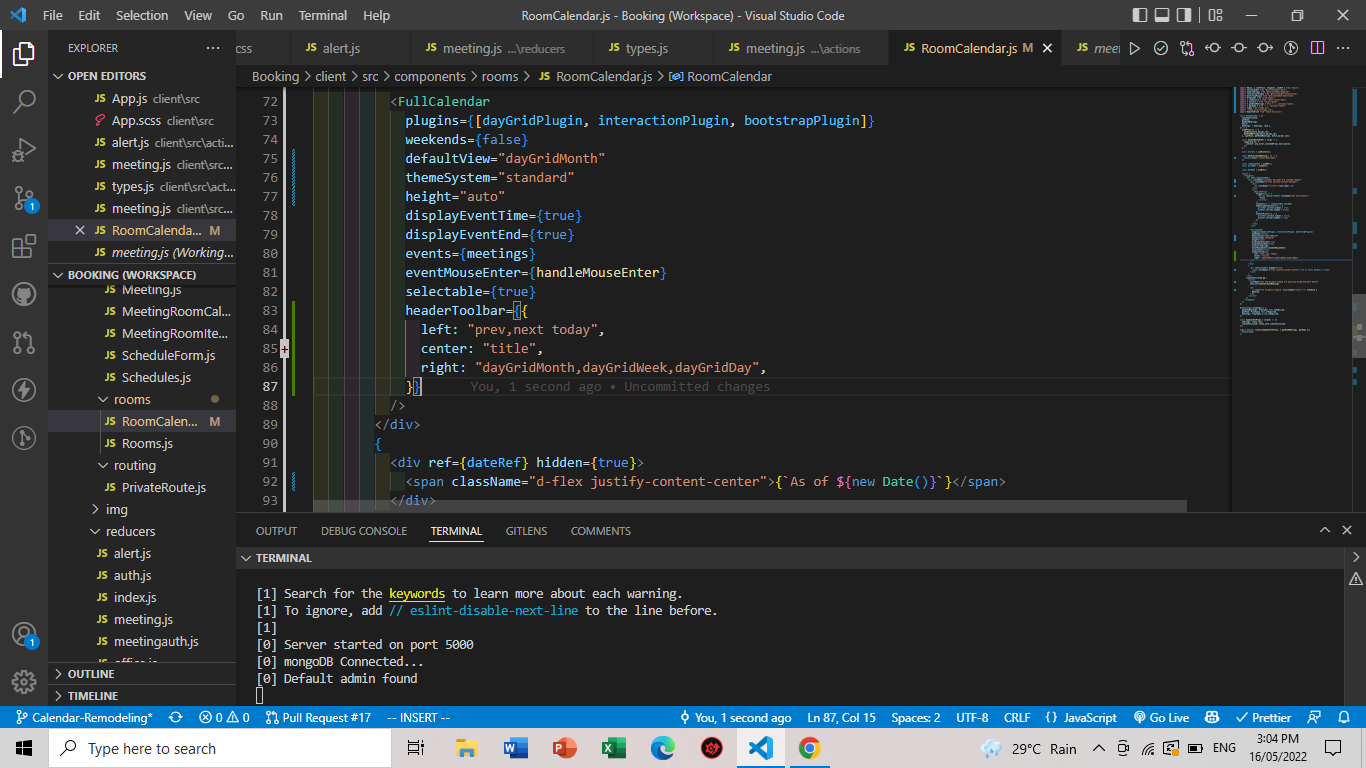 File Edit Selection View Go Run Terminal Help RoomCalendar.js - Booking (Workspace) - Visual Studio Code
EXPLORER
css JS alert.js JS meeting.js ...\reducers JS types.js JS meeting.js ...\actions JS RoomCalendar.js M JS meet
OPEN EDITORS
Booking > client > src > components > rooms > JS RoomCalendar.js > RoomCalendar
JS App.js client\src
App.scss client\src
JS alert.js client\src\acti...
JS meeting.js client\src...
JS types.js client\src\act...
JS meeting.js client\src...
JS RoomCalenda... M
JS meeting.js (Working...
BOOKING (WORKSPACE)
JS Meeting.js
JS MeetingRoomCal...
JS MeetingRoomIte...
JS ScheduleForm.js
JS Schedules.js
rooms
JS RoomCalen... M
JS Rooms.js
routing
JS PrivateRoute.js
img
reducers
JS alert.js
JS auth.js
JS index.js
JS meeting.js
JS meetingauth.js
OUTLINE
TIMELINE
1
1
72 <FullCalendar
73 plugins={[dayGridPlugin, interactionPlugin, bootstrapPlugin]}
74 weekends={false}
75 defaultView="dayGridMonth"
76 themeSystem="standard"
77 height="auto"
78 displayEventTime={true}
79 displayEventEnd={true}
80 events={meetings}
81 eventMouseEnter={handleMouseEnter}
82 selectable={true}
83 headerToolbar={{
84 left: "prev,next today",
85 center: "title",
86 right: "dayGridMonth,dayGridWeek,dayGridDay",
87 }} You, 1 second ago • Uncommitted changes
88 />
89 </div>
90 {
91 <div ref={dateRef} hidden={true}>
92 <span className="d-flex justify-content-center">{`As of ${new Date()}`}</span>
93 </div>
OUTPUT DEBUG CONSOLE TERMINAL GITLENS COMMENTS
TERMINAL
[1] Search for the keywords to learn more about each warning.
[1] To ignore, add // eslint-disable-next-line to the line before.
[1]
[0] Server started on port 5000
[0] mongoDB Connected...
[0] Default admin found
Calendar-Remodeling* 0 0 Pull Request #17 -- INSERT -- You, 1 second ago Ln 87, Col 15 Spaces: 2 UTF-8 CRLF {} JavaScript Go Live Prettier
Type here to search
29°C Rain ENG 3:04 PM
16/05/2022